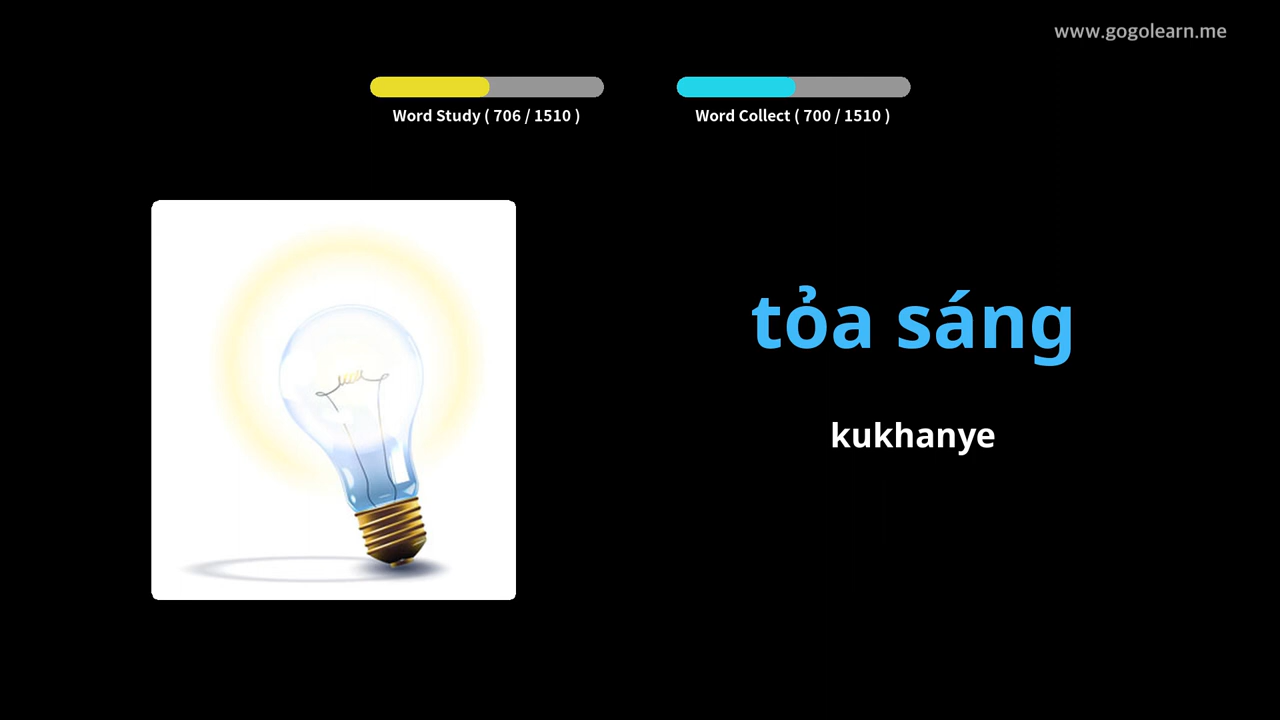 www.gogolearn.me
Word Study ( 706 / 1510 )
Word Collect ( 700 / 1510 )
tỏa sáng
kukhanye